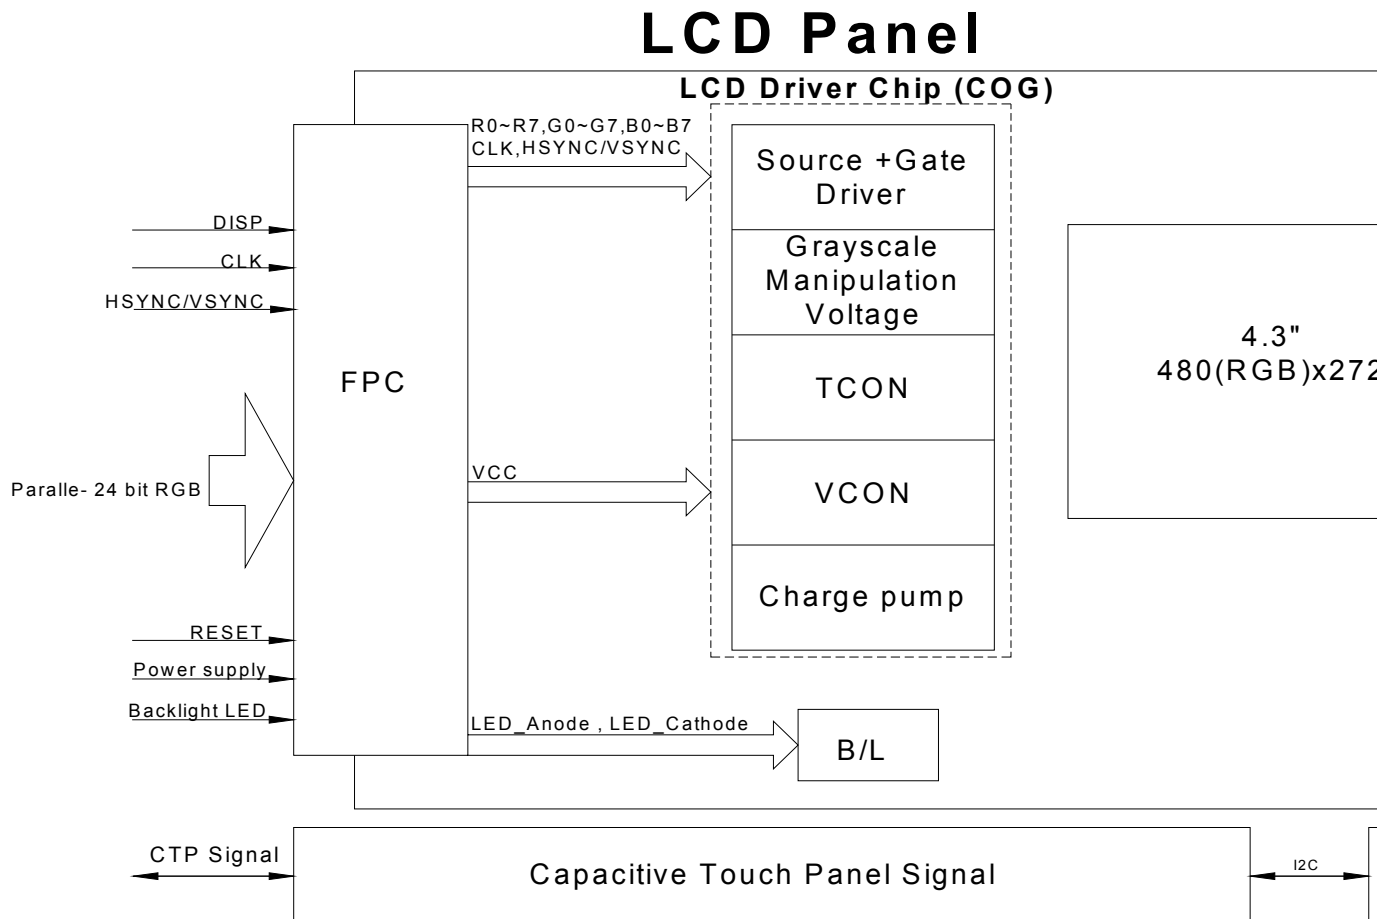 LCD Panel
LCD Driver Chip (COG)
R0~R7,G0~G7,B0~B7
CLK,HSYNC/VSYNC
Source +Gate
Driver
DISP
CLK
HSYNC/VSYNC
Grayscale
Manipulation
Voltage
4.3"
480(RGB)x272
FPC
TCON
VCC
VCON
Paralle- 24 bit RGB
Charge pump
RESET
Power supply
Backlight LED
LED_Anode , LED_Cathode
B/L
CTP Signal
Capacitive Touch Panel Signal
I2C